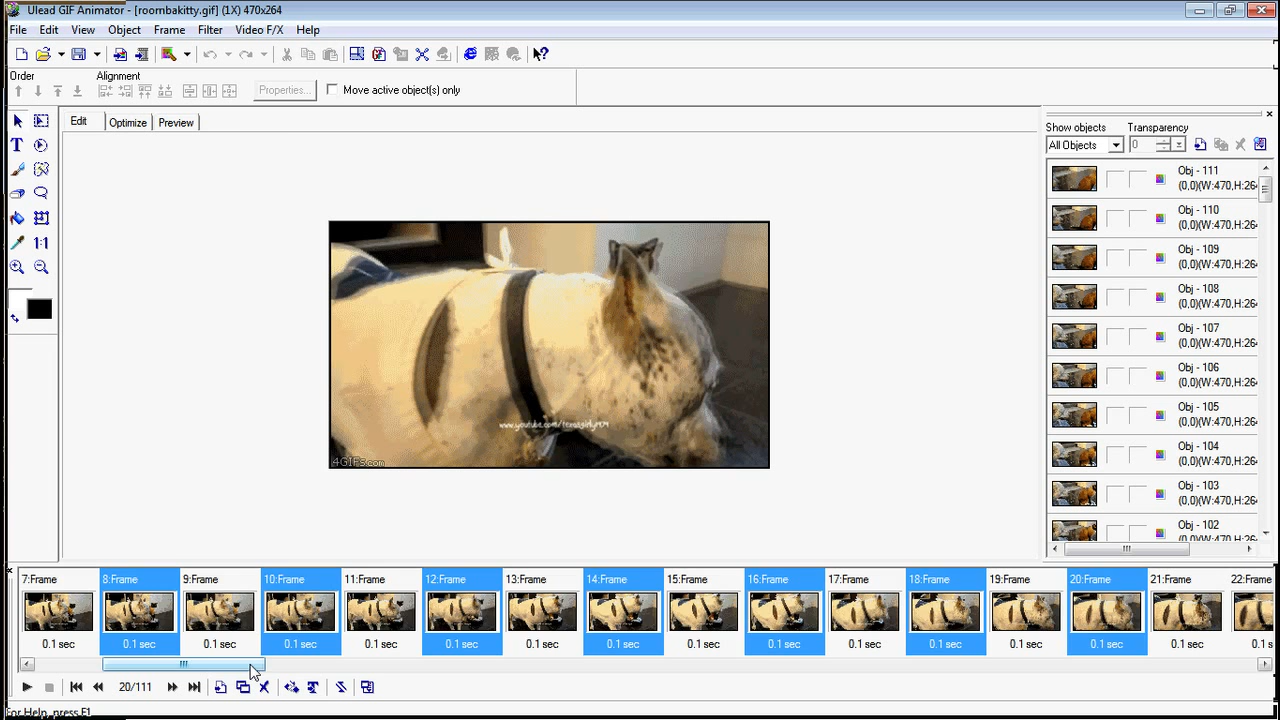 Ulead GIF Animator - [roornbakitty.gif] (1X) 470x264
File Edit View Object Frame Filter Video F/X Help
Order Alignment
Properties... Move active object(s) only
Edit Optimize Preview
Show objects Transparency
All Objects 0
Obj - 111
(0,0)(W:470,H:264
Obj - 110
(0,0)(W:470,H:264
Obj - 109
(0,0)(W:470,H:264
Obj - 108
(0,0)(W:470,H:264
Obj - 107
(0,0)(W:470,H:264
Obj - 106
(0,0)(W:470,H:264
Obj - 105
(0,0)(W:470,H:264
Obj - 104
(0,0)(W:470,H:264
Obj - 103
(0,0)(W:470,H:264
Obj - 102
(0,0)(W:470,H:264
T
1:1
www.youtube.com/texasgirly1979
4GIFs.com
7:Frame 8:Frame 9:Frame 10:Frame 11:Frame 12:Frame 13:Frame 14:Frame 15:Frame 16:Frame 17:Frame 18:Frame 19:Frame 20:Frame 21:Frame 22:Frame
0.1 sec 0.1 sec 0.1 sec 0.1 sec 0.1 sec 0.1 sec 0.1 sec 0.1 sec 0.1 sec 0.1 sec 0.1 sec 0.1 sec 0.1 sec 0.1 sec 0.1 sec 0.1 s
20/111
For Help, press F1